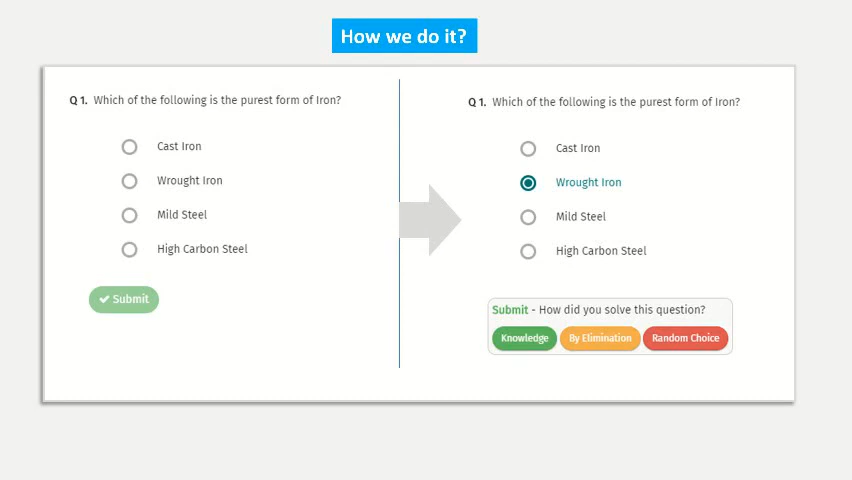 How we do it?
Q 1. Which of the following is the purest form of Iron?
Cast Iron
Wrought Iron
Mild Steel
High Carbon Steel
Submit
Q 1. Which of the following is the purest form of Iron?
Cast Iron
Wrought Iron
Mild Steel
High Carbon Steel
Submit - How did you solve this question?
Knowledge By Elimination Random Choice